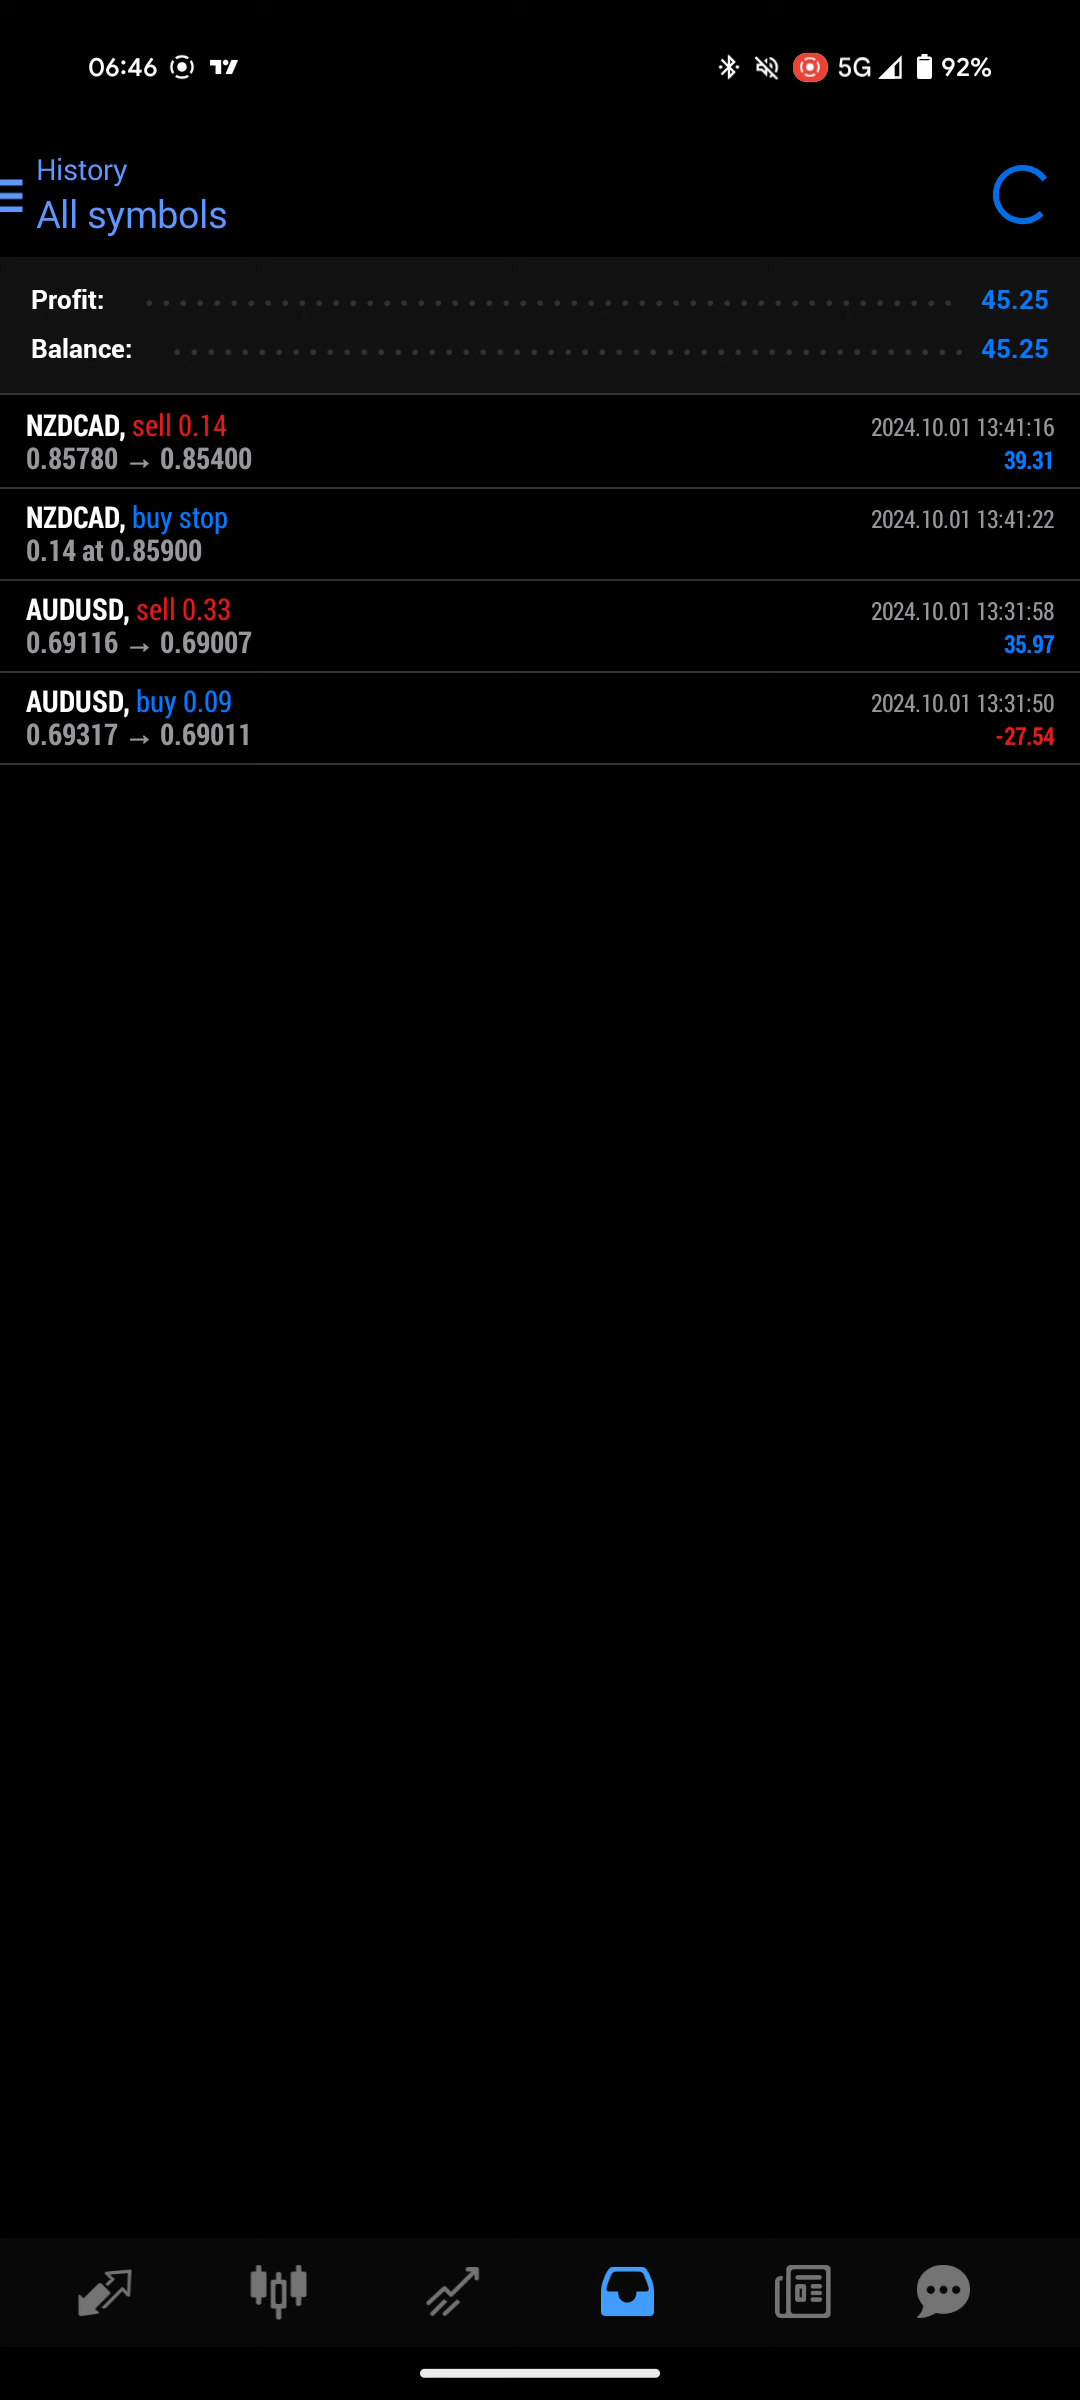 06:46 5G 92%
History
All symbols
Profit: 45.25
Balance: 45.25
NZDCAD, sell 0.14 2024.10.01 13:41:16
0.85780 → 0.85400 39.31
NZDCAD, buy stop 2024.10.01 13:41:22
0.14 at 0.85900
AUDUSD, sell 0.33 2024.10.01 13:31:58
0.69116 → 0.69007 35.97
AUDUSD, buy 0.09 2024.10.01 13:31:50
0.69317 → 0.69011 -27.54